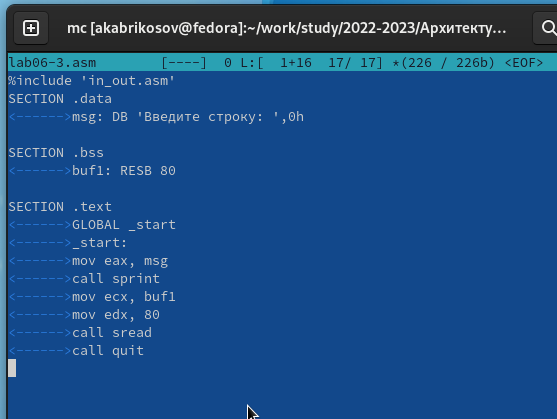 mc [akabrikosov@fedora]:~/work/study/2022-2023/Архитекту...
lab06-3.asm [----] 0 L:[ 1+16 17/ 17] *(226 / 226b) <EOF>
%include 'in_out.asm'
SECTION .data
<------>msg: DB 'Введите строку: ',0h
SECTION .bss
<------>buf1: RESB 80
SECTION .text
<------>GLOBAL _start
<------>_start:
<------>mov eax, msg
<------>call sprint
<------>mov ecx, buf1
<------>mov edx, 80
<------>call sread
<------>call quit